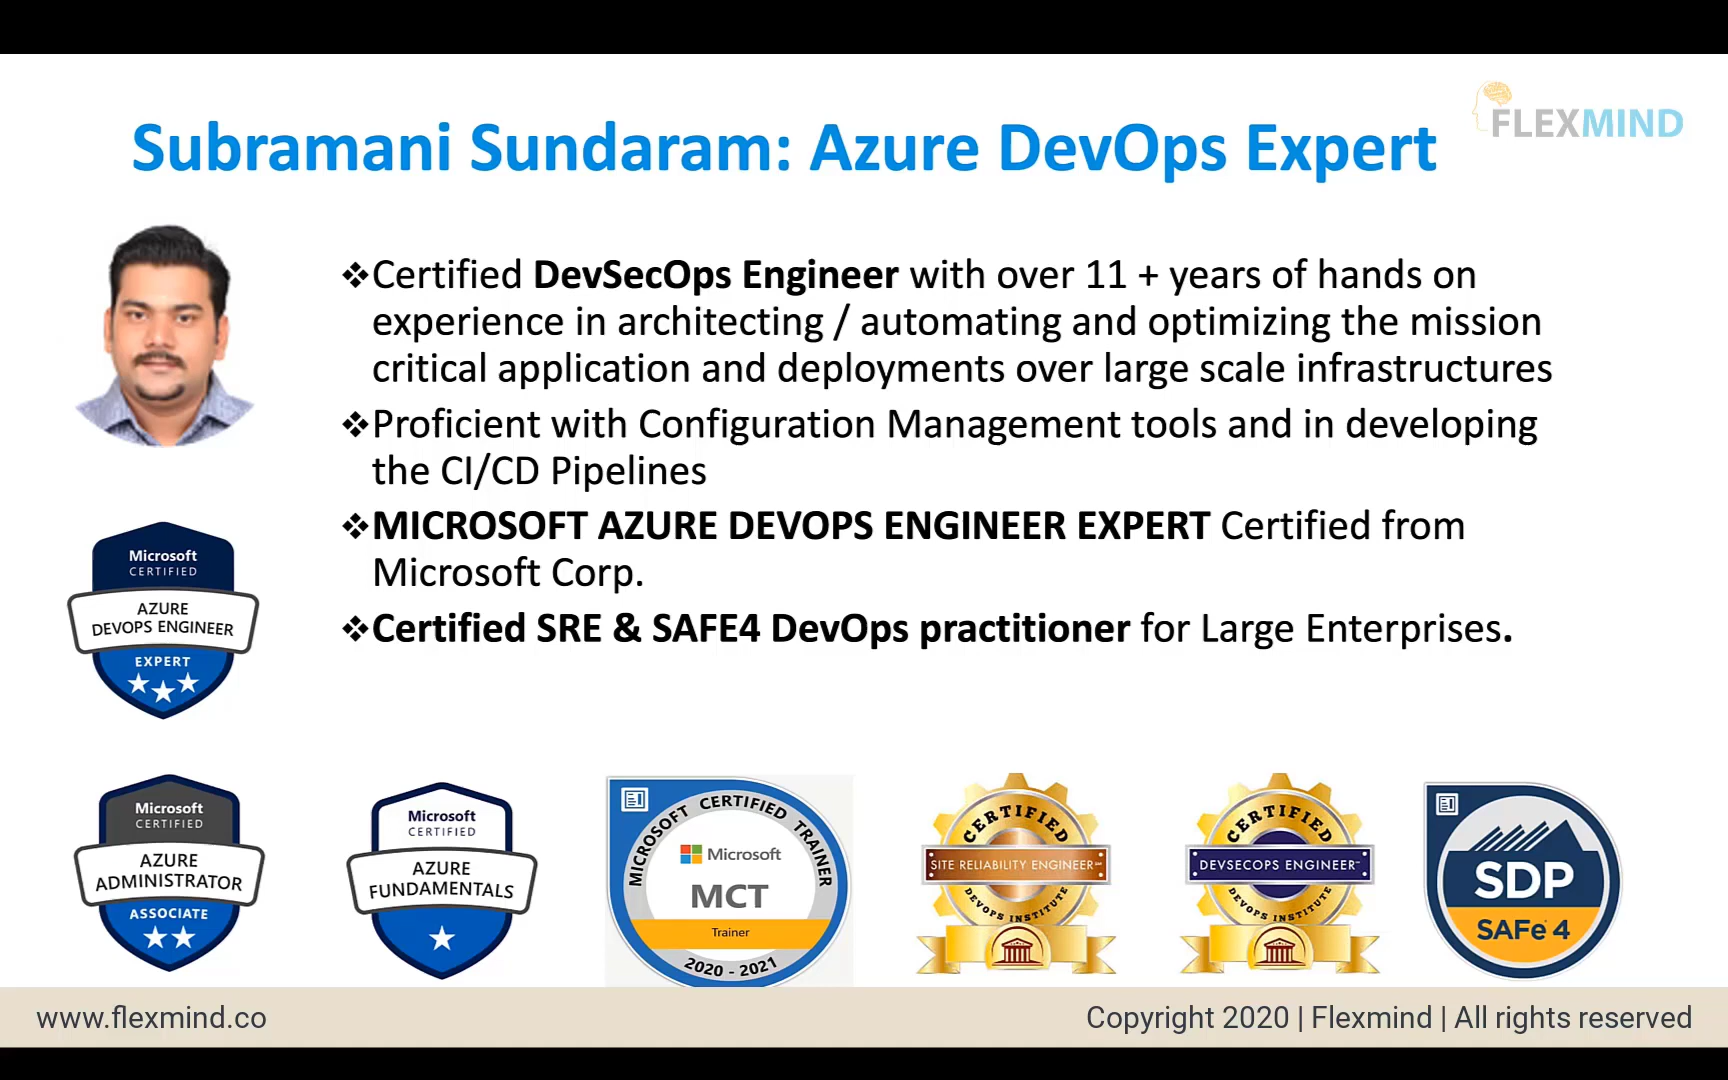 FLEXMIND
Subramani Sundaram: Azure DevOps Expert
❖Certified DevSecOps Engineer with over 11 + years of hands on
experience in architecting / automating and optimizing the mission
critical application and deployments over large scale infrastructures
❖Proficient with Configuration Management tools and in developing
the CI/CD Pipelines
❖MICROSOFT AZURE DEVOPS ENGINEER EXPERT Certified from
Microsoft Corp.
❖Certified SRE & SAFE4 DevOps practitioner for Large Enterprises.
Microsoft
CERTIFIED
AZURE
DEVOPS ENGINEER
EXPERT
Microsoft
CERTIFIED
AZURE
ADMINISTRATOR
ASSOCIATE
Microsoft
CERTIFIED
AZURE
FUNDAMENTALS
MICROSOFT CERTIFIED TRAINER
Microsoft
MCT
Trainer
2020 - 2021
CERTIFIED
SITE RELIABILITY ENGINEER℠
DEVOPS INSTITUTE
CERTIFIED
DEVSECOPS ENGINEER™
DEVOPS INSTITUTE
SDP
SAFe 4
www.flexmind.co
Copyright 2020 | Flexmind | All rights reserved